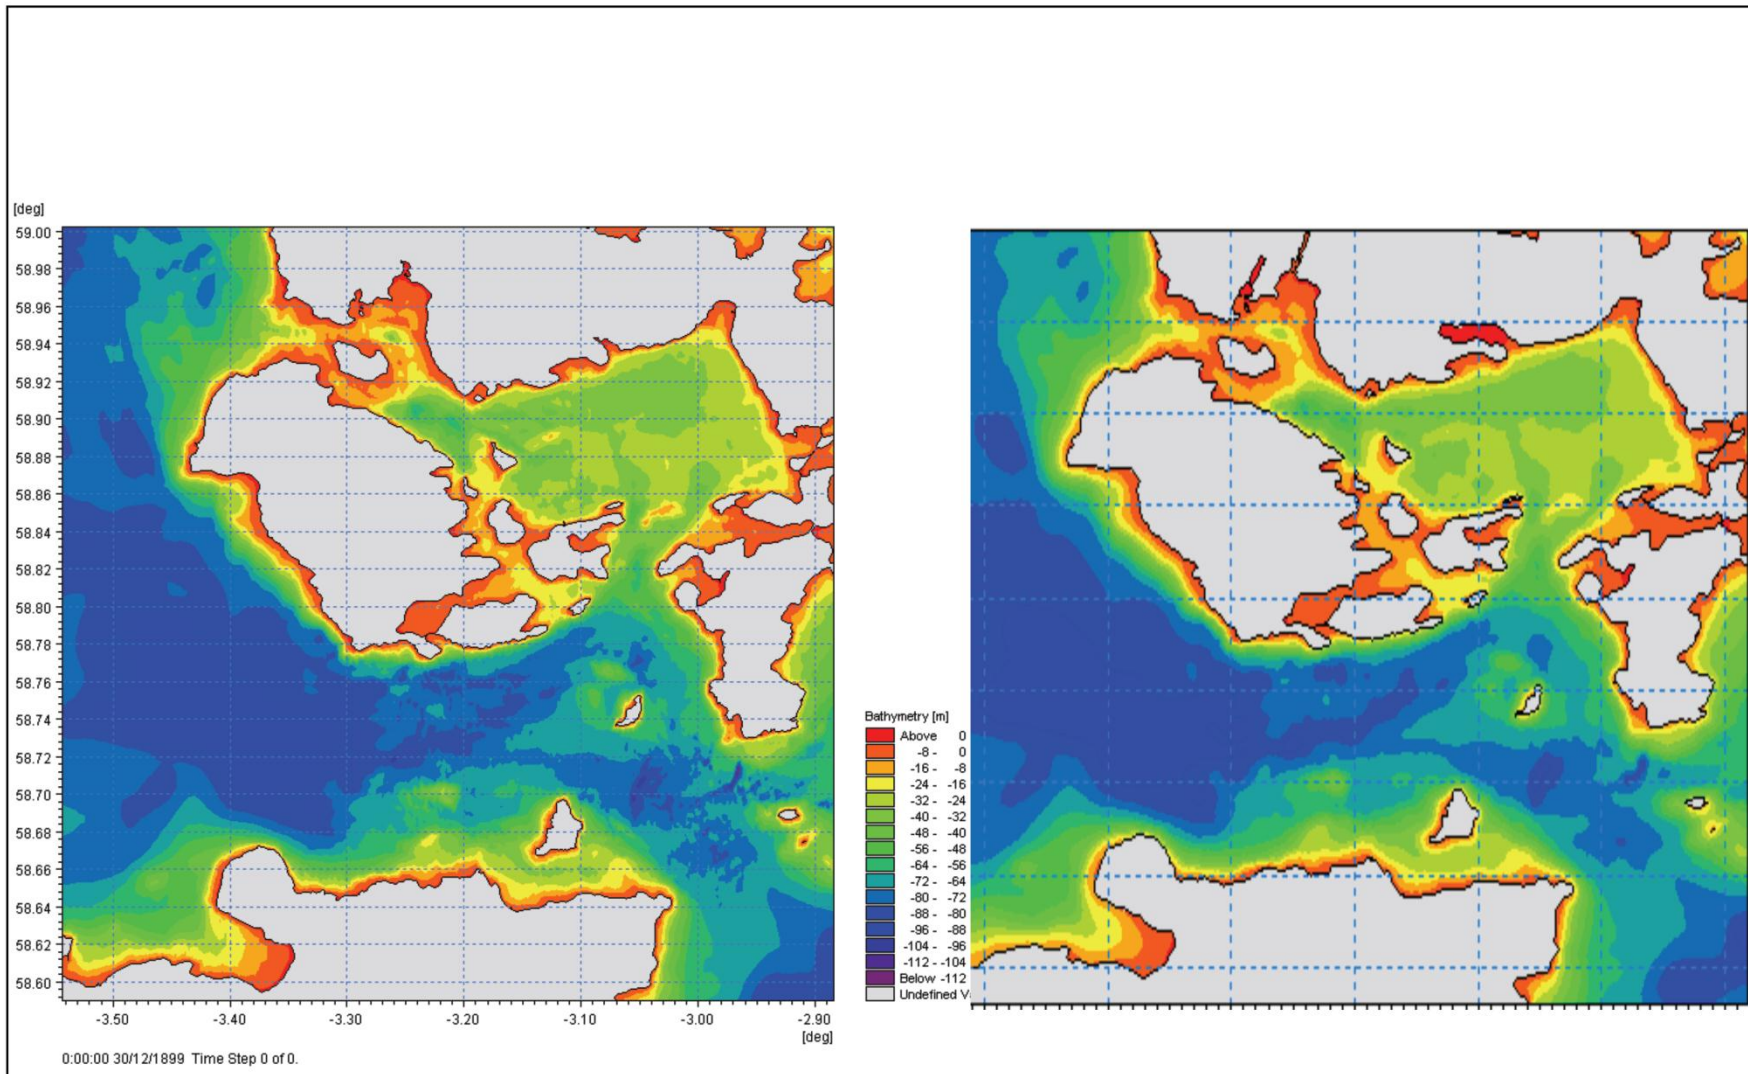 [deg]
59.00
58.98
58.96
58.94
58.92
58.90
58.88
58.86
58.84
58.82
58.80
58.78
58.76
58.74
58.72
58.70
58.68
58.66
58.64
58.62
58.60
-3.50 -3.40 -3.30 -3.20 -3.10 -3.00 -2.90
[deg]
0:00:00 30/12/1899 Time Step 0 of 0.
Bathymetry [m]
Above 0
-8 - 0
-16 - -8
-24 - -16
-32 - -24
-40 - -32
-48 - -40
-56 - -48
-64 - -56
-72 - -64
-80 - -72
-88 - -80
-96 - -88
-104 - -96
-112 - -104
Below -112
Undefined V